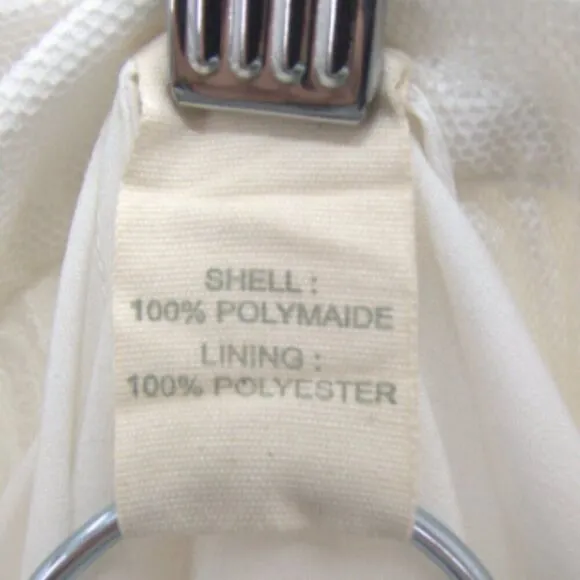 SHELL :
100% POLYMAIDE
LINING :
100% POLYESTER